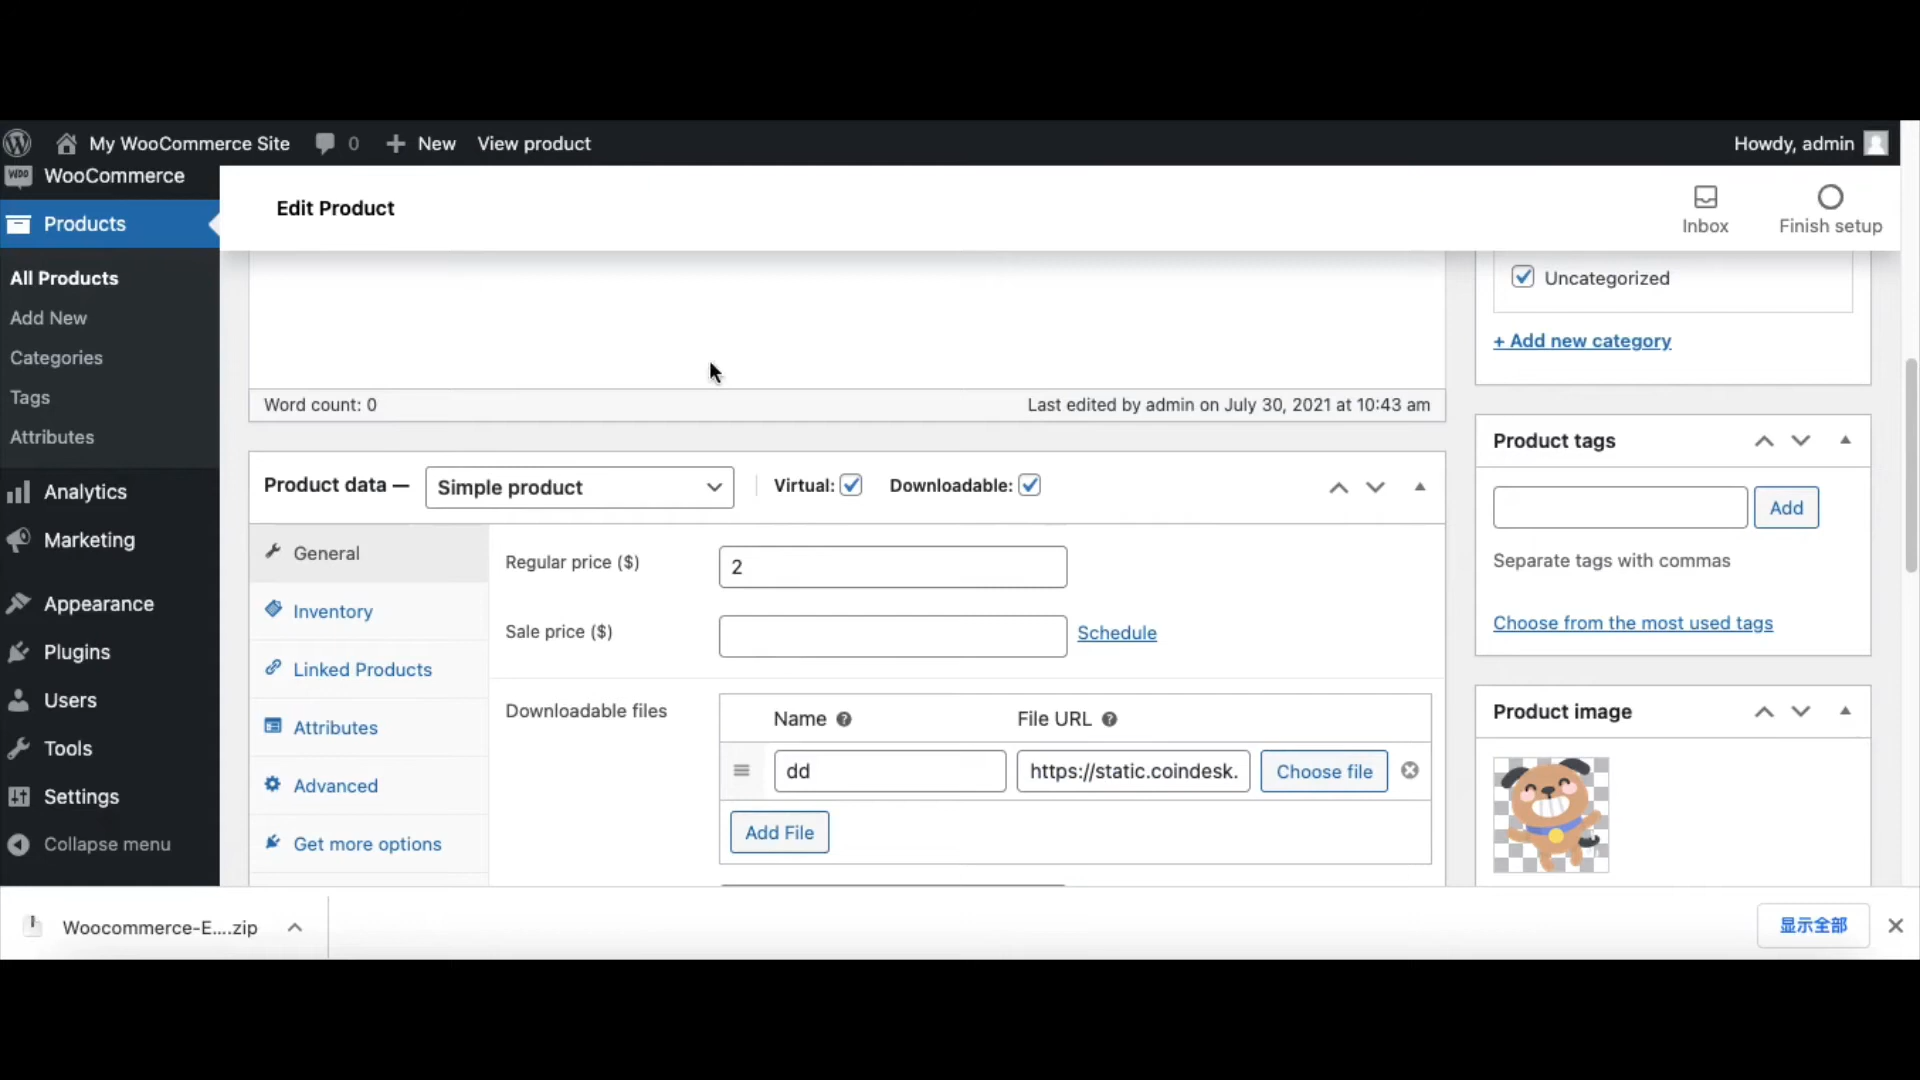 My WooCommerce Site 0 New View product Howdy, admin
WooCommerce
Products
All Products
Add New
Categories
Tags
Attributes
Analytics
Marketing
Appearance
Plugins
Users
Tools
Settings
Collapse menu
Edit Product
Inbox
Finish setup
Word count: 0 Last edited by admin on July 30, 2021 at 10:43 am
Product data — Simple product Virtual: Downloadable:
General
Inventory
Linked Products
Attributes
Advanced
Get more options
Regular price ($) 2
Sale price ($) Schedule
Downloadable files
Name File URL
dd https://static.coindesk. Choose file
Add File
Uncategorized
+ Add new category
Product tags
Add
Separate tags with commas
Choose from the most used tags
Product image
Woocommerce-E....zip 显示全部